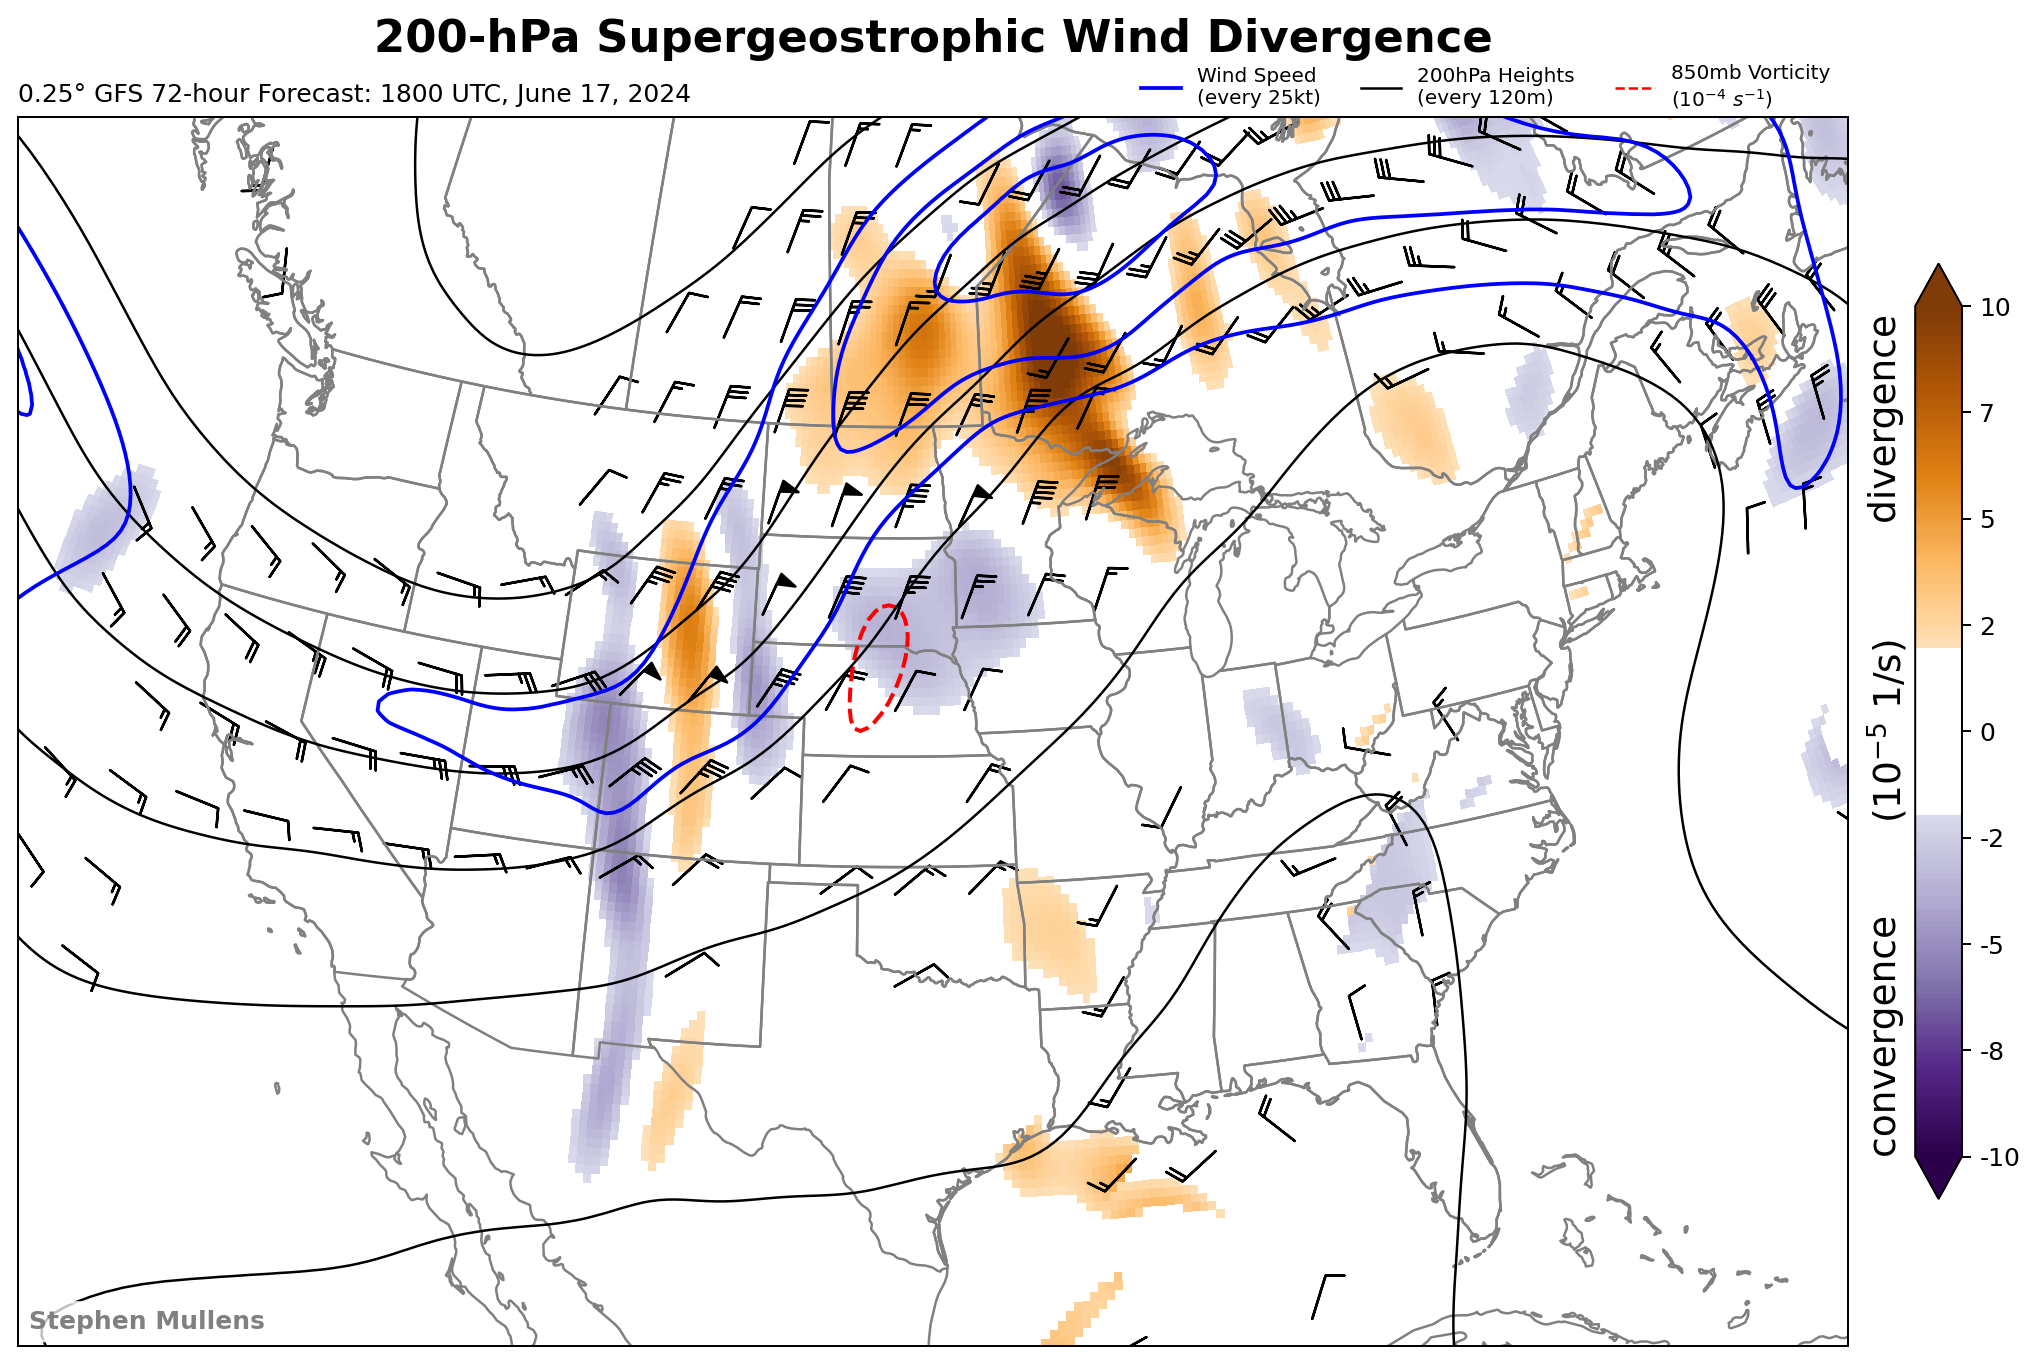 200-hPa Supergeostrophic Wind Divergence
0.25° GFS 72-hour Forecast: 1800 UTC, June 17, 2024
Wind Speed
(every 25kt)
200hPa Heights
(every 120m)
850mb Vorticity
(10⁻⁴ s⁻¹)
convergence (10⁻⁵ 1/s) divergence
10
7
5
2
0
-2
-5
-8
-10
Stephen Mullens